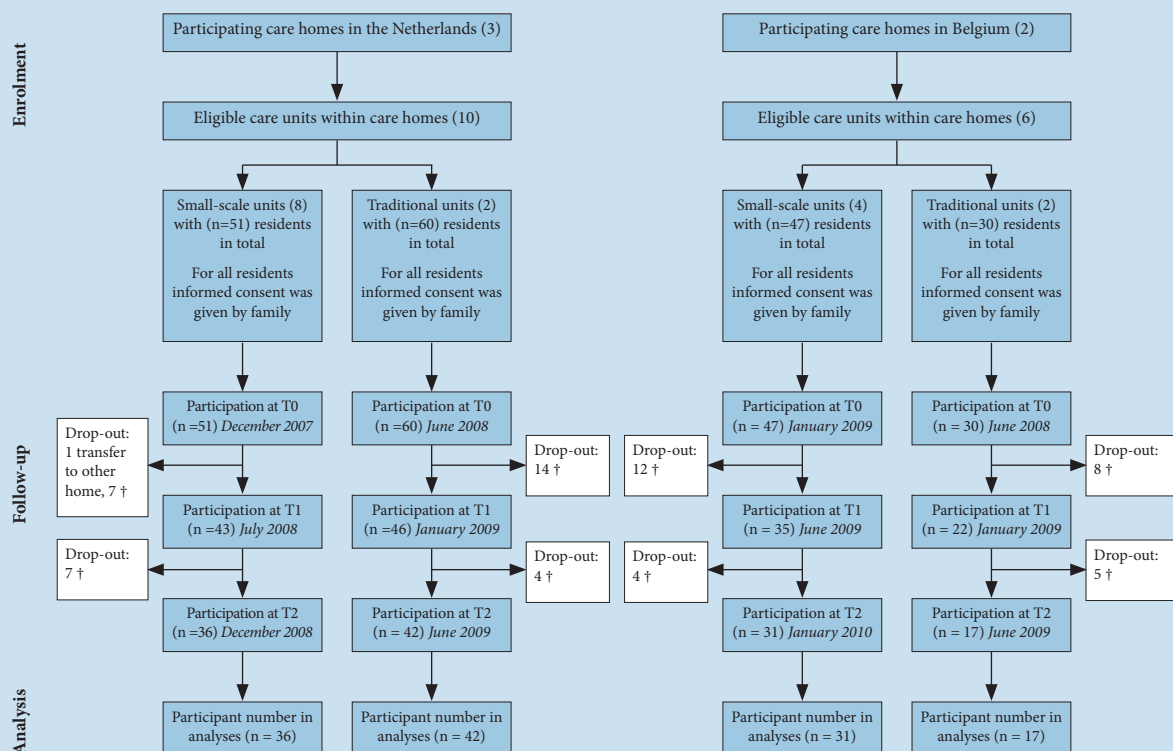 Enrolment
Participating care homes in the Netherlands (3)
Participating care homes in Belgium (2)
Eligible care units within care homes (10)
Eligible care units within care homes (6)
Small-scale units (8)
with (n=51) residents
in total
For all residents
informed consent was
given by family
Traditional units (2)
with (n=60) residents
in total
For all residents
informed consent was
given by family
Small-scale units (4)
with (n=47) residents
in total
For all residents
informed consent was
given by family
Traditional units (2)
with (n=30) residents
in total
For all residents
informed consent was
given by family
Follow-up
Participation at T0
(n =51) December 2007
Participation at T0
(n =60) June 2008
Participation at T0
(n = 47) January 2009
Participation at T0
(n = 30) June 2008
Drop-out:
1 transfer
to other
home, 7 †
Drop-out:
14 †
Drop-out:
12 †
Drop-out:
8 †
Participation at T1
(n =43) July 2008
Participation at T1
(n =46) January 2009
Participation at T1
(n = 35) June 2009
Participation at T1
(n = 22) January 2009
Drop-out:
7 †
Drop-out:
4 †
Drop-out:
4 †
Drop-out:
5 †
Participation at T2
(n =36) December 2008
Participation at T2
(n = 42) June 2009
Participation at T2
(n = 31) January 2010
Participation at T2
(n = 17) June 2009
Analysis
Participant number in
analyses (n = 36)
Participant number in
analyses (n = 42)
Participant number in
analyses (n = 31)
Participant number in
analyses (n = 17)